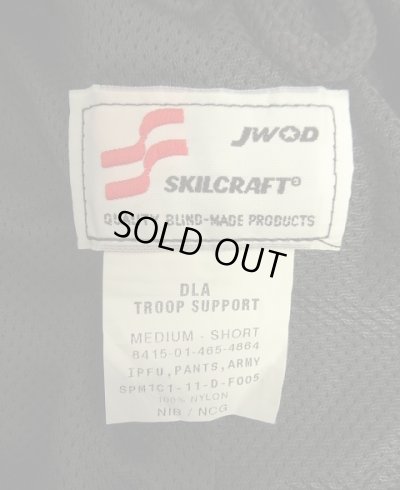 JWOD
SKILCRAFT®
QUALITY BLIND-MADE PRODUCTS
SOLD OUT
DLA
TROOP SUPPORT
MEDIUM - SHORT
8415-01-465-4864
IPFU, PANTS, ARMY
SPM1C1-11-D-F005
100% NYLON
NIB / NCG